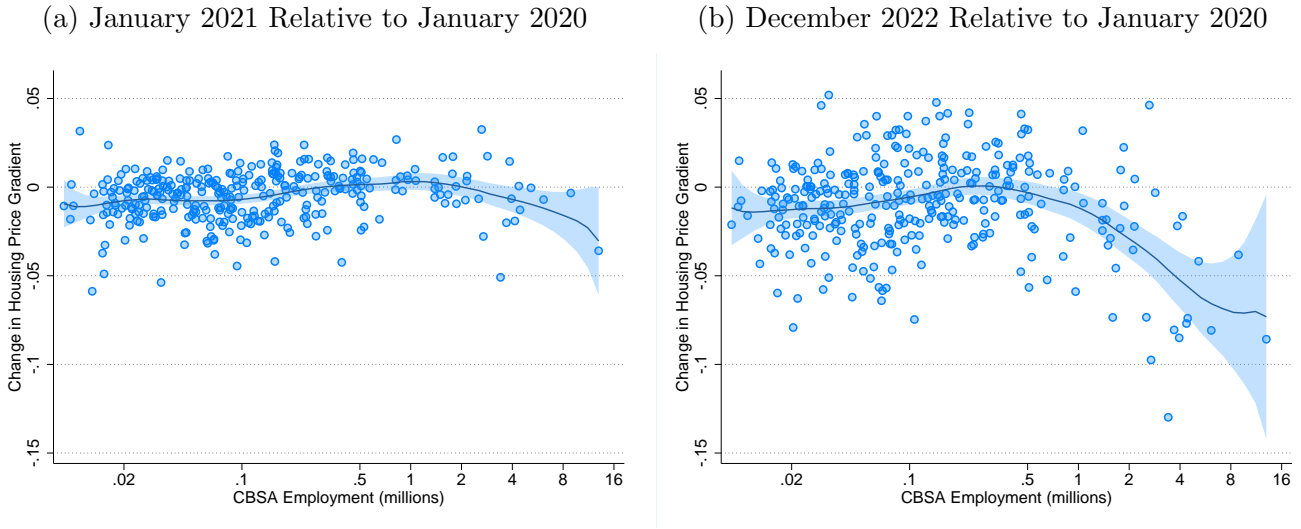 (a) January 2021 Relative to January 2020
Change in Housing Price Gradient
.05
0
-.05
-.1
-.15
.02 .1 .5 1 2 4 8 16
CBSA Employment (millions)
(b) December 2022 Relative to January 2020
Change in Housing Price Gradient
.05
0
-.05
-.1
-.15
.02 .1 .5 1 2 4 8 16
CBSA Employment (millions)